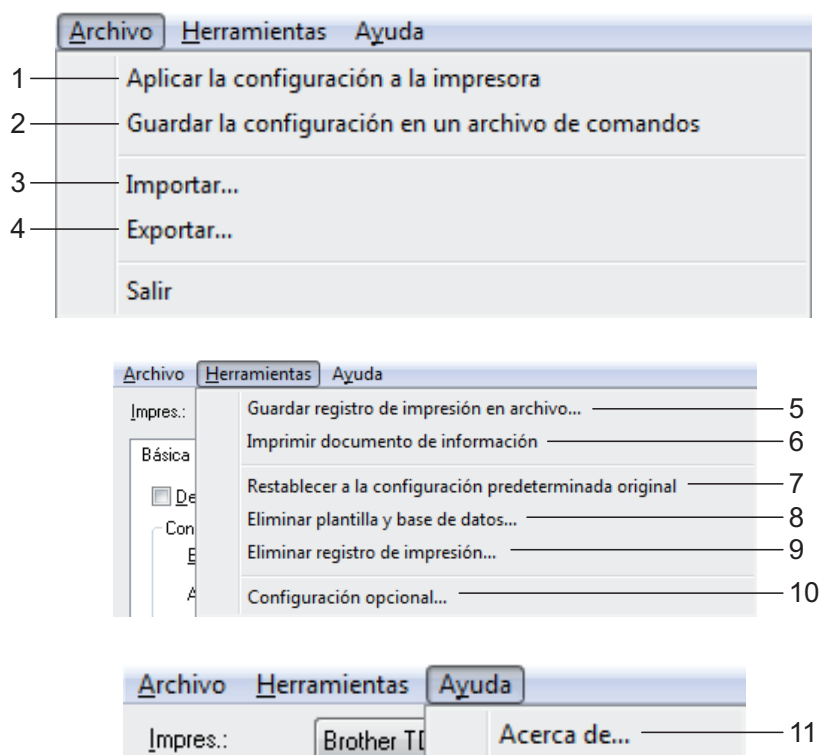 Archivo Herramientas Ayuda
1 Aplicar la configuración a la impresora
2 Guardar la configuración en un archivo de comandos
3 Importar...
4 Exportar...
Salir
Archivo Herramientas Ayuda
Impres.: Guardar registro de impresión en archivo... 5
Imprimir documento de información 6
Básica
Restablecer a la configuración predeterminada original 7
De
Eliminar plantilla y base de datos... 8
Con
Eliminar registro de impresión... 9
E
A
Configuración opcional... 10
Archivo Herramientas Ayuda
Impres.: Brother TD Acerca de... 11